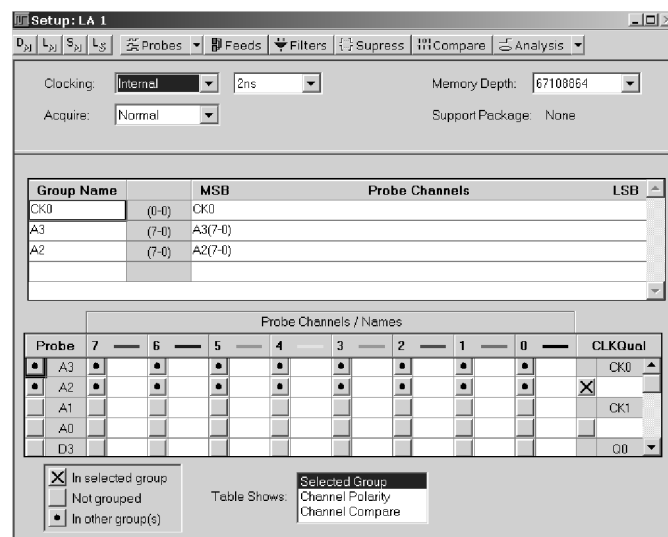 Setup: LA 1
Probes Feeds Filters Supress Compare Analysis
Clocking: Internal 2ns Memory Depth: 67108864
Acquire: Normal Support Package: None
Group Name MSB Probe Channels LSB
CK0 (0-0) CK0
A3 (7-0) A3(7-0)
A2 (7-0) A2(7-0)
Probe Channels / Names
Probe 7 6 5 4 3 2 1 0 CLKQual
A3 CK0
A2
A1 CK1
A0
D3 Q0
In selected group
Not grouped
In other group(s)
Table Shows: Selected Group
Channel Polarity
Channel Compare